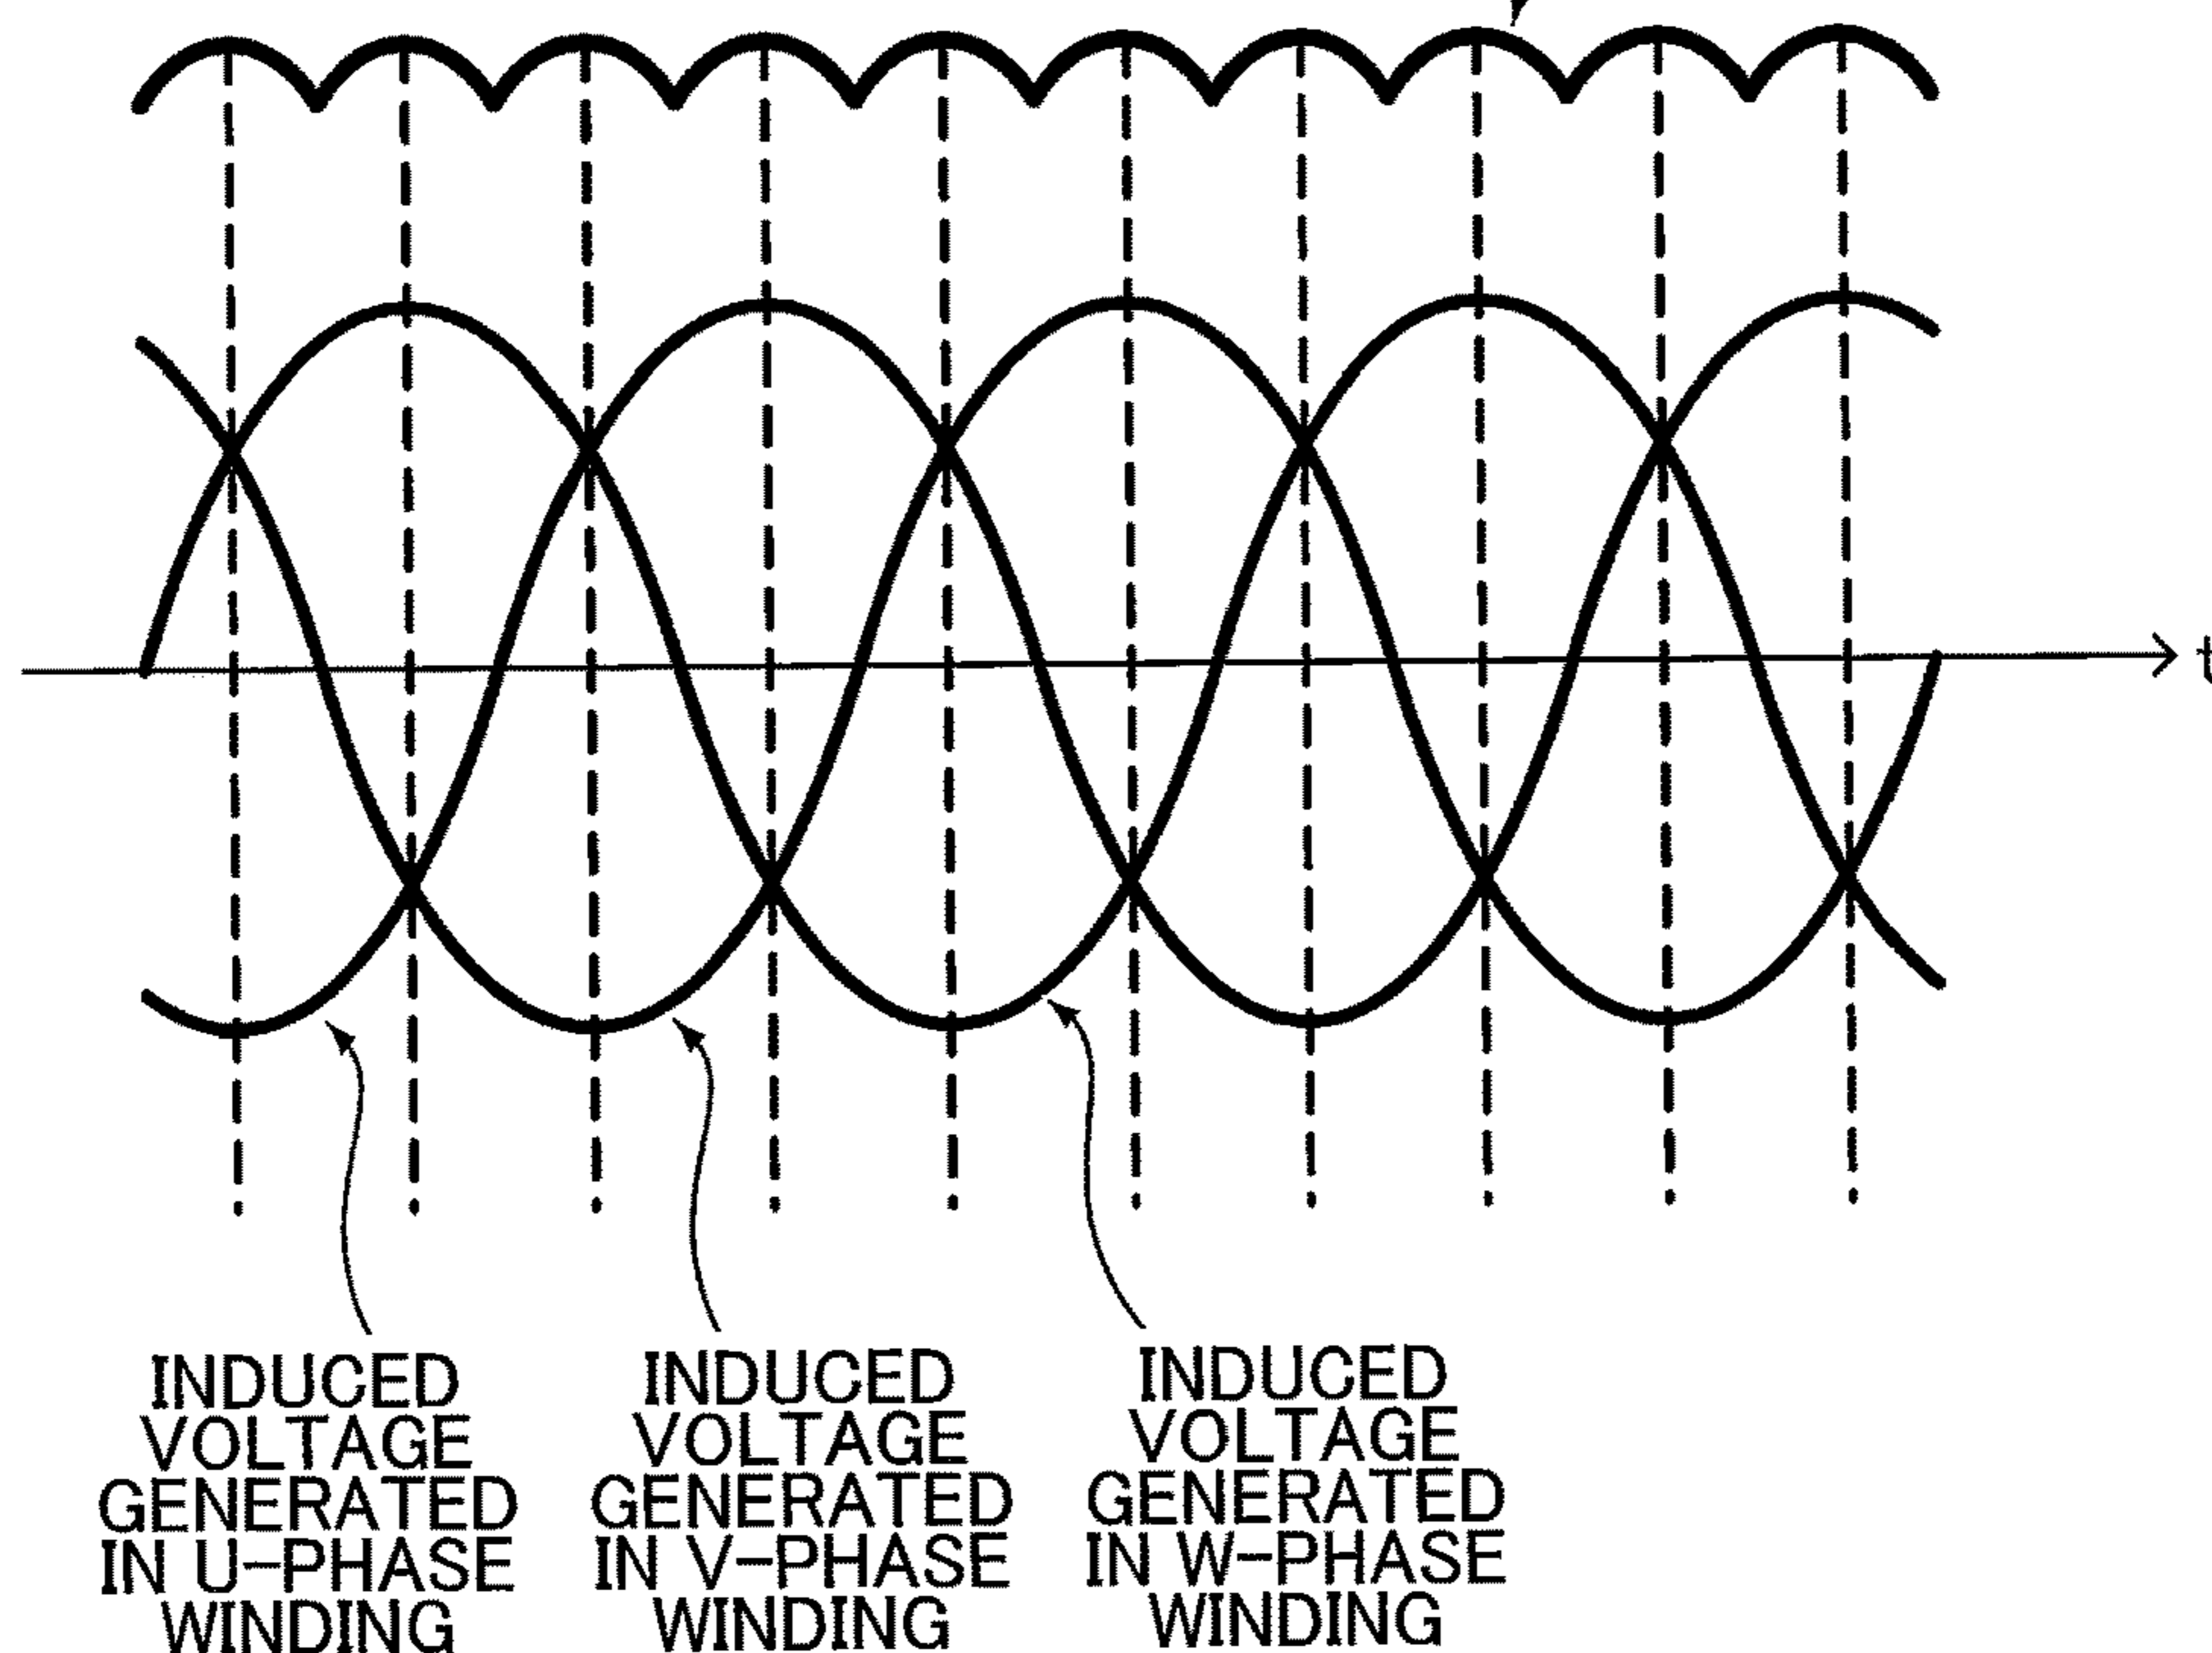 t
INDUCED
VOLTAGE
GENERATED
IN U-PHASE
WINDING
INDUCED
VOLTAGE
GENERATED
IN V-PHASE
WINDING
INDUCED
VOLTAGE
GENERATED
IN W-PHASE
WINDING